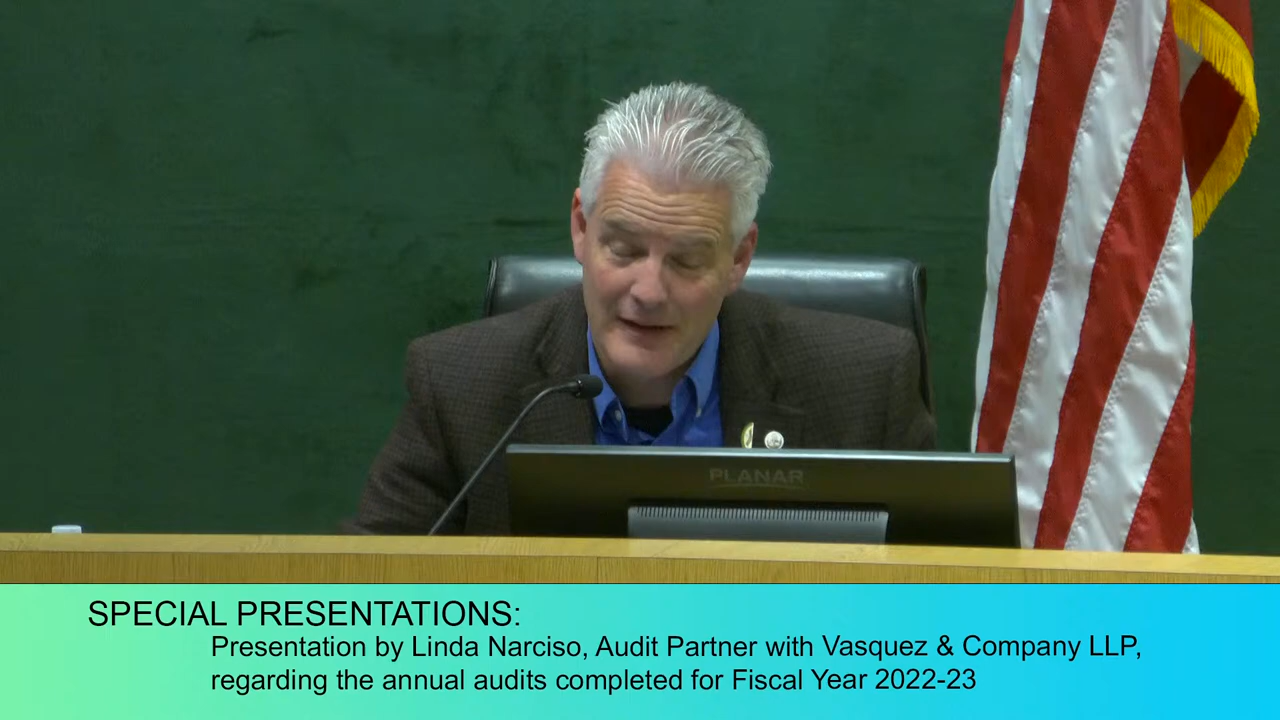 PLANAR
SPECIAL PRESENTATIONS:
Presentation by Linda Narciso, Audit Partner with Vasquez & Company LLP,
regarding the annual audits completed for Fiscal Year 2022-23